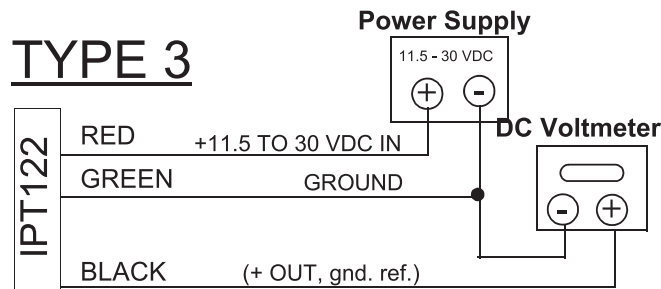 Power Supply
TYPE 3
11.5 - 30 VDC
+ -
DC Voltmeter
RED +11.5 TO 30 VDC IN
GREEN GROUND
IPT122
- +
BLACK (+ OUT, gnd. ref.)